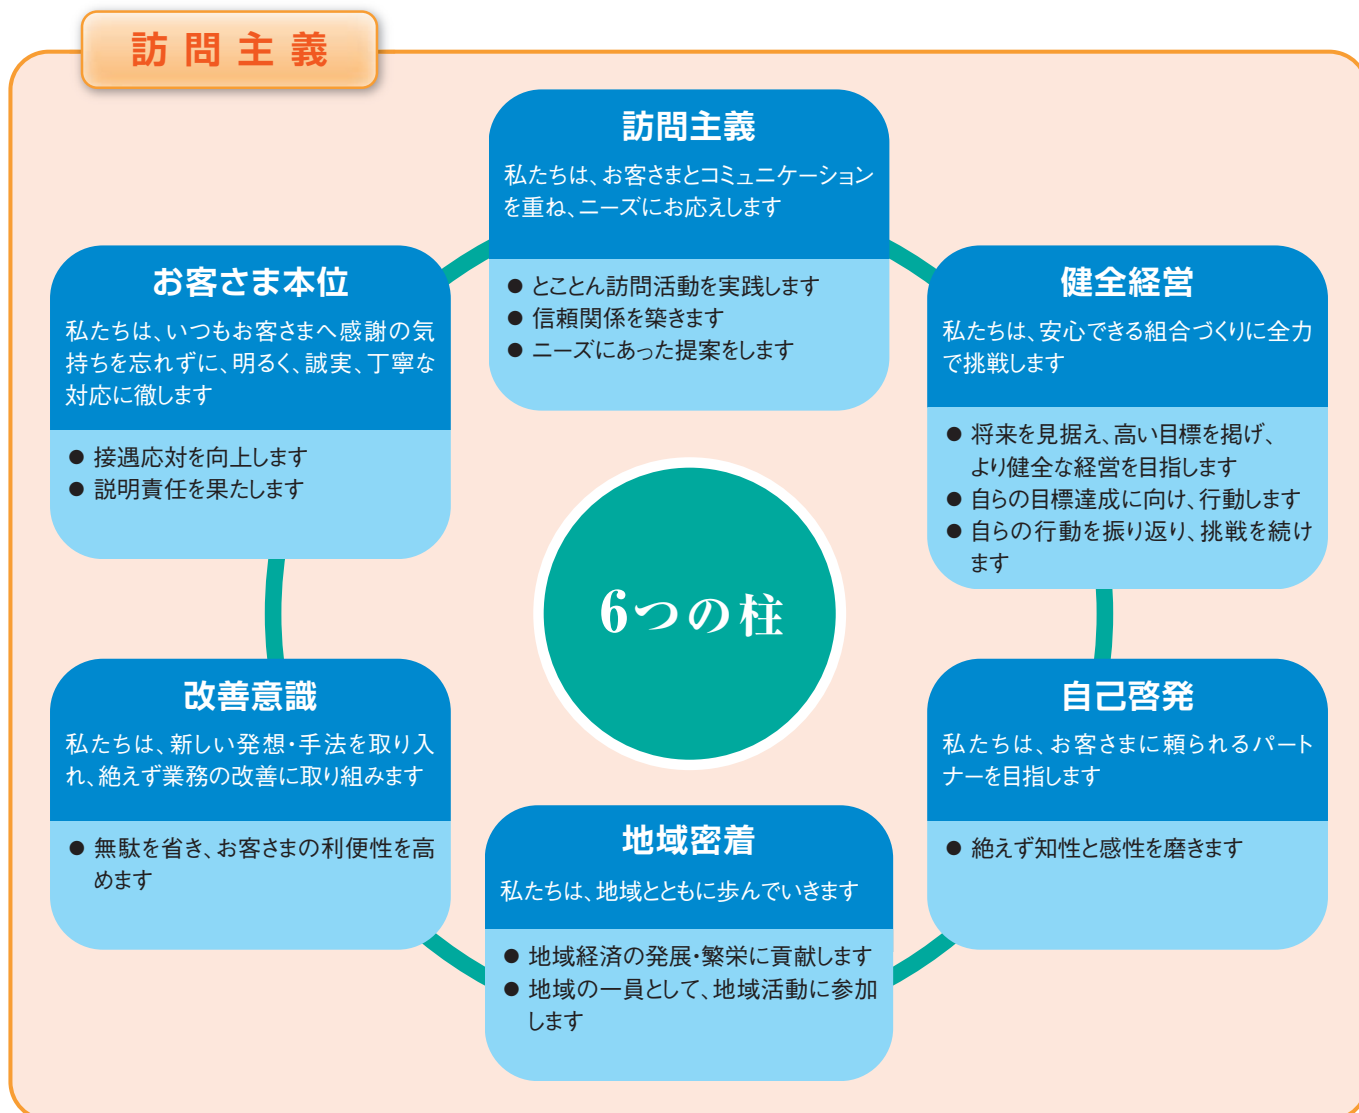 訪問主義
訪問主義
私たちは、お客さまとコミュニケーション
を重ね、ニーズにお応えします
● とことん訪問活動を実践します
● 信頼関係を築きます
● ニーズにあった提案をします
お客さま本位
私たちは、いつもお客さまへ感謝の気
持ちを忘れずに、明るく、誠実、丁寧な
対応に徹します
● 接遇応対を向上します
● 説明責任を果たします
健全経営
私たちは、安心できる組合づくりに全力
で挑戦します
● 将来を見据え、高い目標を掲げ、
より健全な経営を目指します
● 自らの目標達成に向け、行動します
● 自らの行動を振り返り、挑戦を続け
ます
6つの柱
改善意識
私たちは、新しい発想・手法を取り入
れ、絶えず業務の改善に取り組みます
● 無駄を省き、お客さまの利便性を高
めます
自己啓発
私たちは、お客さまに頼られるパート
ナーを目指します
● 絶えず知性と感性を磨きます
地域密着
私たちは、地域とともに歩んでいきます
● 地域経済の発展・繁栄に貢献します
● 地域の一員として、地域活動に参加
します